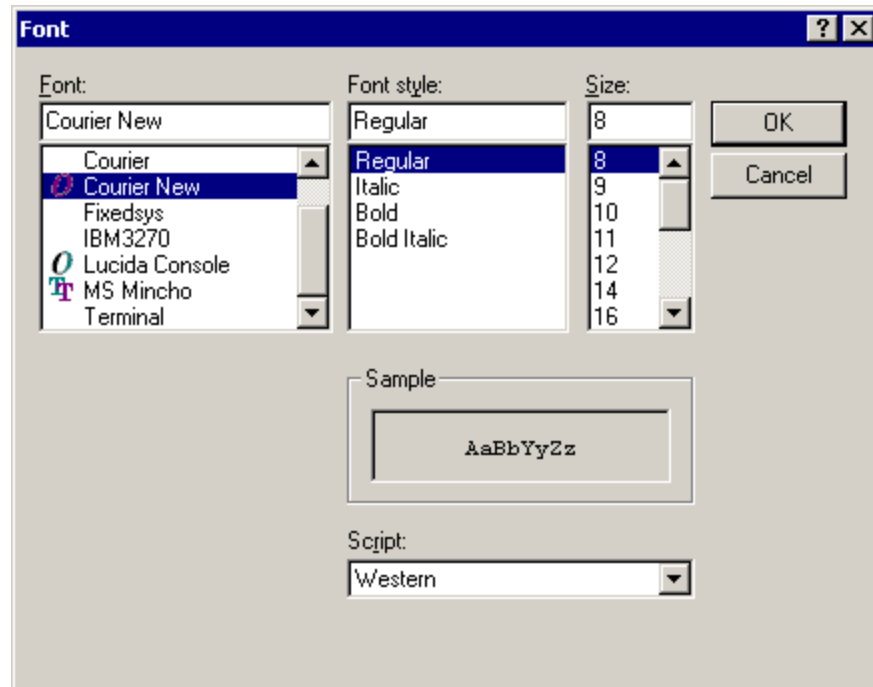 Font
Font:
Courier New
Courier
Courier New
Fixedsys
IBM3270
Lucida Console
MS Mincho
Terminal
Font style:
Regular
Regular
Italic
Bold
Bold Italic
Size:
8
8
9
10
11
12
14
16
OK
Cancel
Sample
AaBbYyZz
Script:
Western